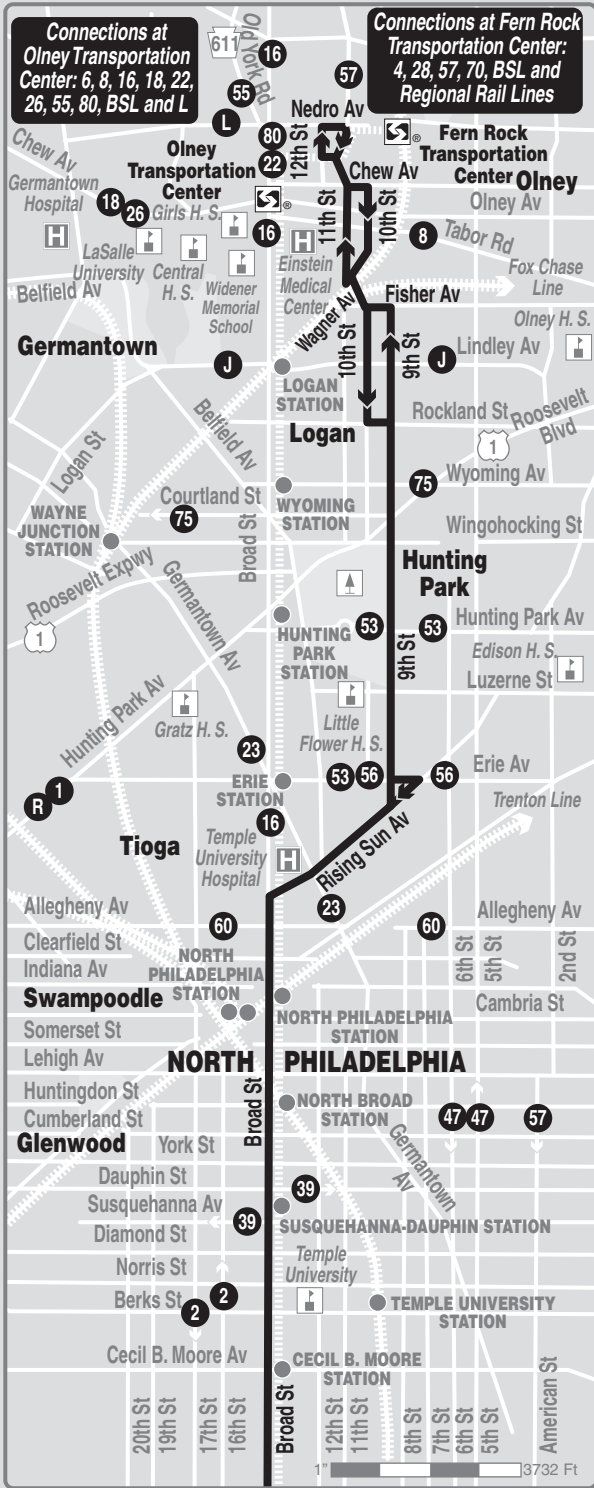 Connections at
Olney Transportation
Center: 6, 8, 16, 18, 22,
26, 55, 80, BSL and L
Connections at Fern Rock
Transportation Center:
4, 28, 57, 70, BSL and
Regional Rail Lines
611
Old York Rd
16
57
55
L
Nedro Av
80
22
12th St
Fern Rock
Transportation
Center
Olney
Chew Av
Germantown
Hospital
H
Olney
Transportation
Center
®
®
Chew Av
Olney Av
18
26
Girls H. S.
16
11th St
10th St
8
Tabor Rd
LaSalle
University
Central
H. S.
Widener
Memorial
School
H
Einstein
Medical
Center
Fox Chase
Line
Belfield Av
Wagner Av
Fisher Av
Olney H. S.
Germantown
J
10th St
9th St
J
Lindley Av
LOGAN
STATION
Belfield Av
Logan
Rockland St
Roosevelt
Blvd
1
Logan St
Courtland St
75
75
Wyoming Av
WYOMING
STATION
WAYNE
JUNCTION
STATION
Broad St
Wingohocking St
Roosevelt Expwy
1
Germantown Av
Hunting
Park
HUNTING
PARK
STATION
53
53
Hunting Park Av
9th St
Edison H. S.
Luzerne St
Hunting Park Av
Gratz H. S.
Little
Flower H. S.
23
ERIE
STATION
53
56
56
Erie Av
R
1
Trenton Line
16
Tioga
Temple
University
Hospital
H
Rising Sun Av
23
Allegheny Av
60
60
Allegheny Av
Clearfield St
Indiana Av
NORTH
PHILADELPHIA
STATION
6th St
5th St
2nd St
Swampoodle
Cambria St
NORTH PHILADELPHIA
STATION
Somerset St
Lehigh Av
NORTH PHILADELPHIA
Huntingdon St
Cumberland St
Broad St
NORTH BROAD
STATION
47
47
57
Glenwood
York St
Germantown
Av
Dauphin St
Susquehanna Av
39
39
Diamond St
SUSQUEHANNA-DAUPHIN STATION
Norris St
Temple
University
Berks St
2
2
TEMPLE UNIVERSITY
STATION
Cecil B. Moore Av
CECIL B. MOORE
STATION
20th St
19th St
17th St
16th St
Broad St
12th St
11th St
8th St
7th St
6th St
5th St
American St
1"
3732 Ft